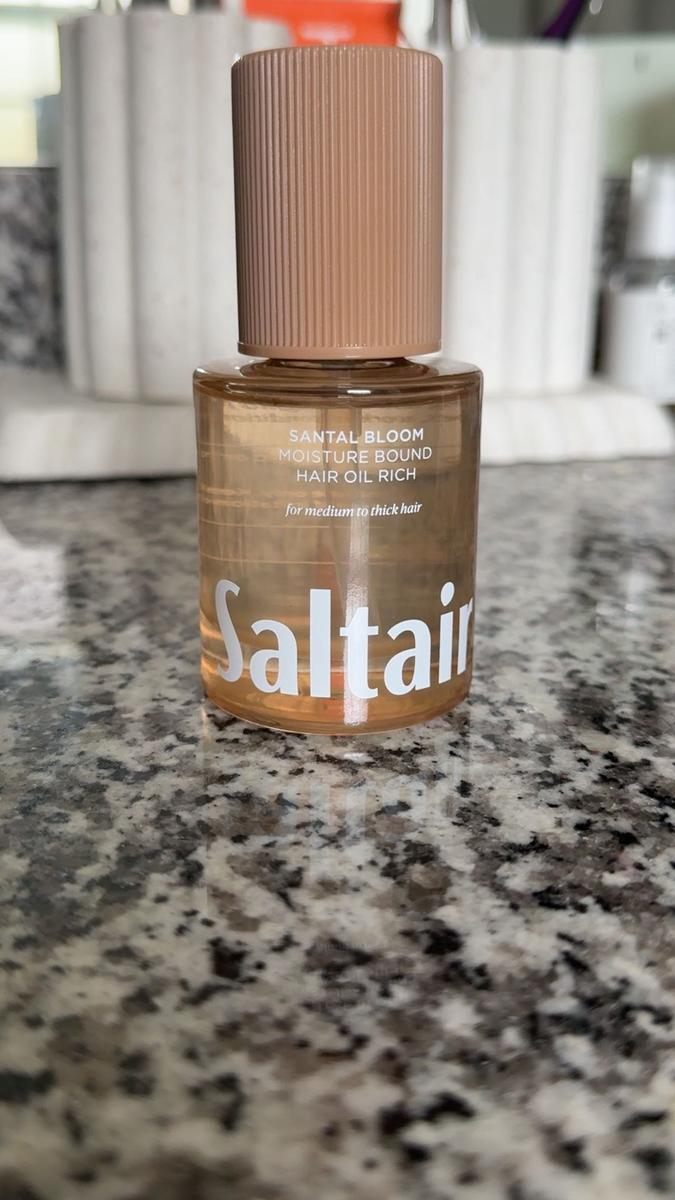 SANTAL BLOOM
MOISTURE BOUND
HAIR OIL RICH
for medium to thick hair
Saltair